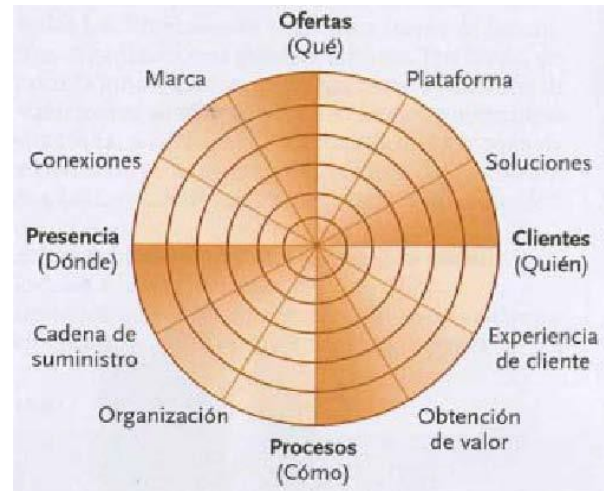 Ofertas
(Qué)
Marca
Plataforma
Conexiones
Soluciones
Presencia
(Dónde)
Clientes
(Quién)
Cadena de
suministro
Experiencia
de cliente
Organización
Obtención
de valor
Procesos
(Cómo)